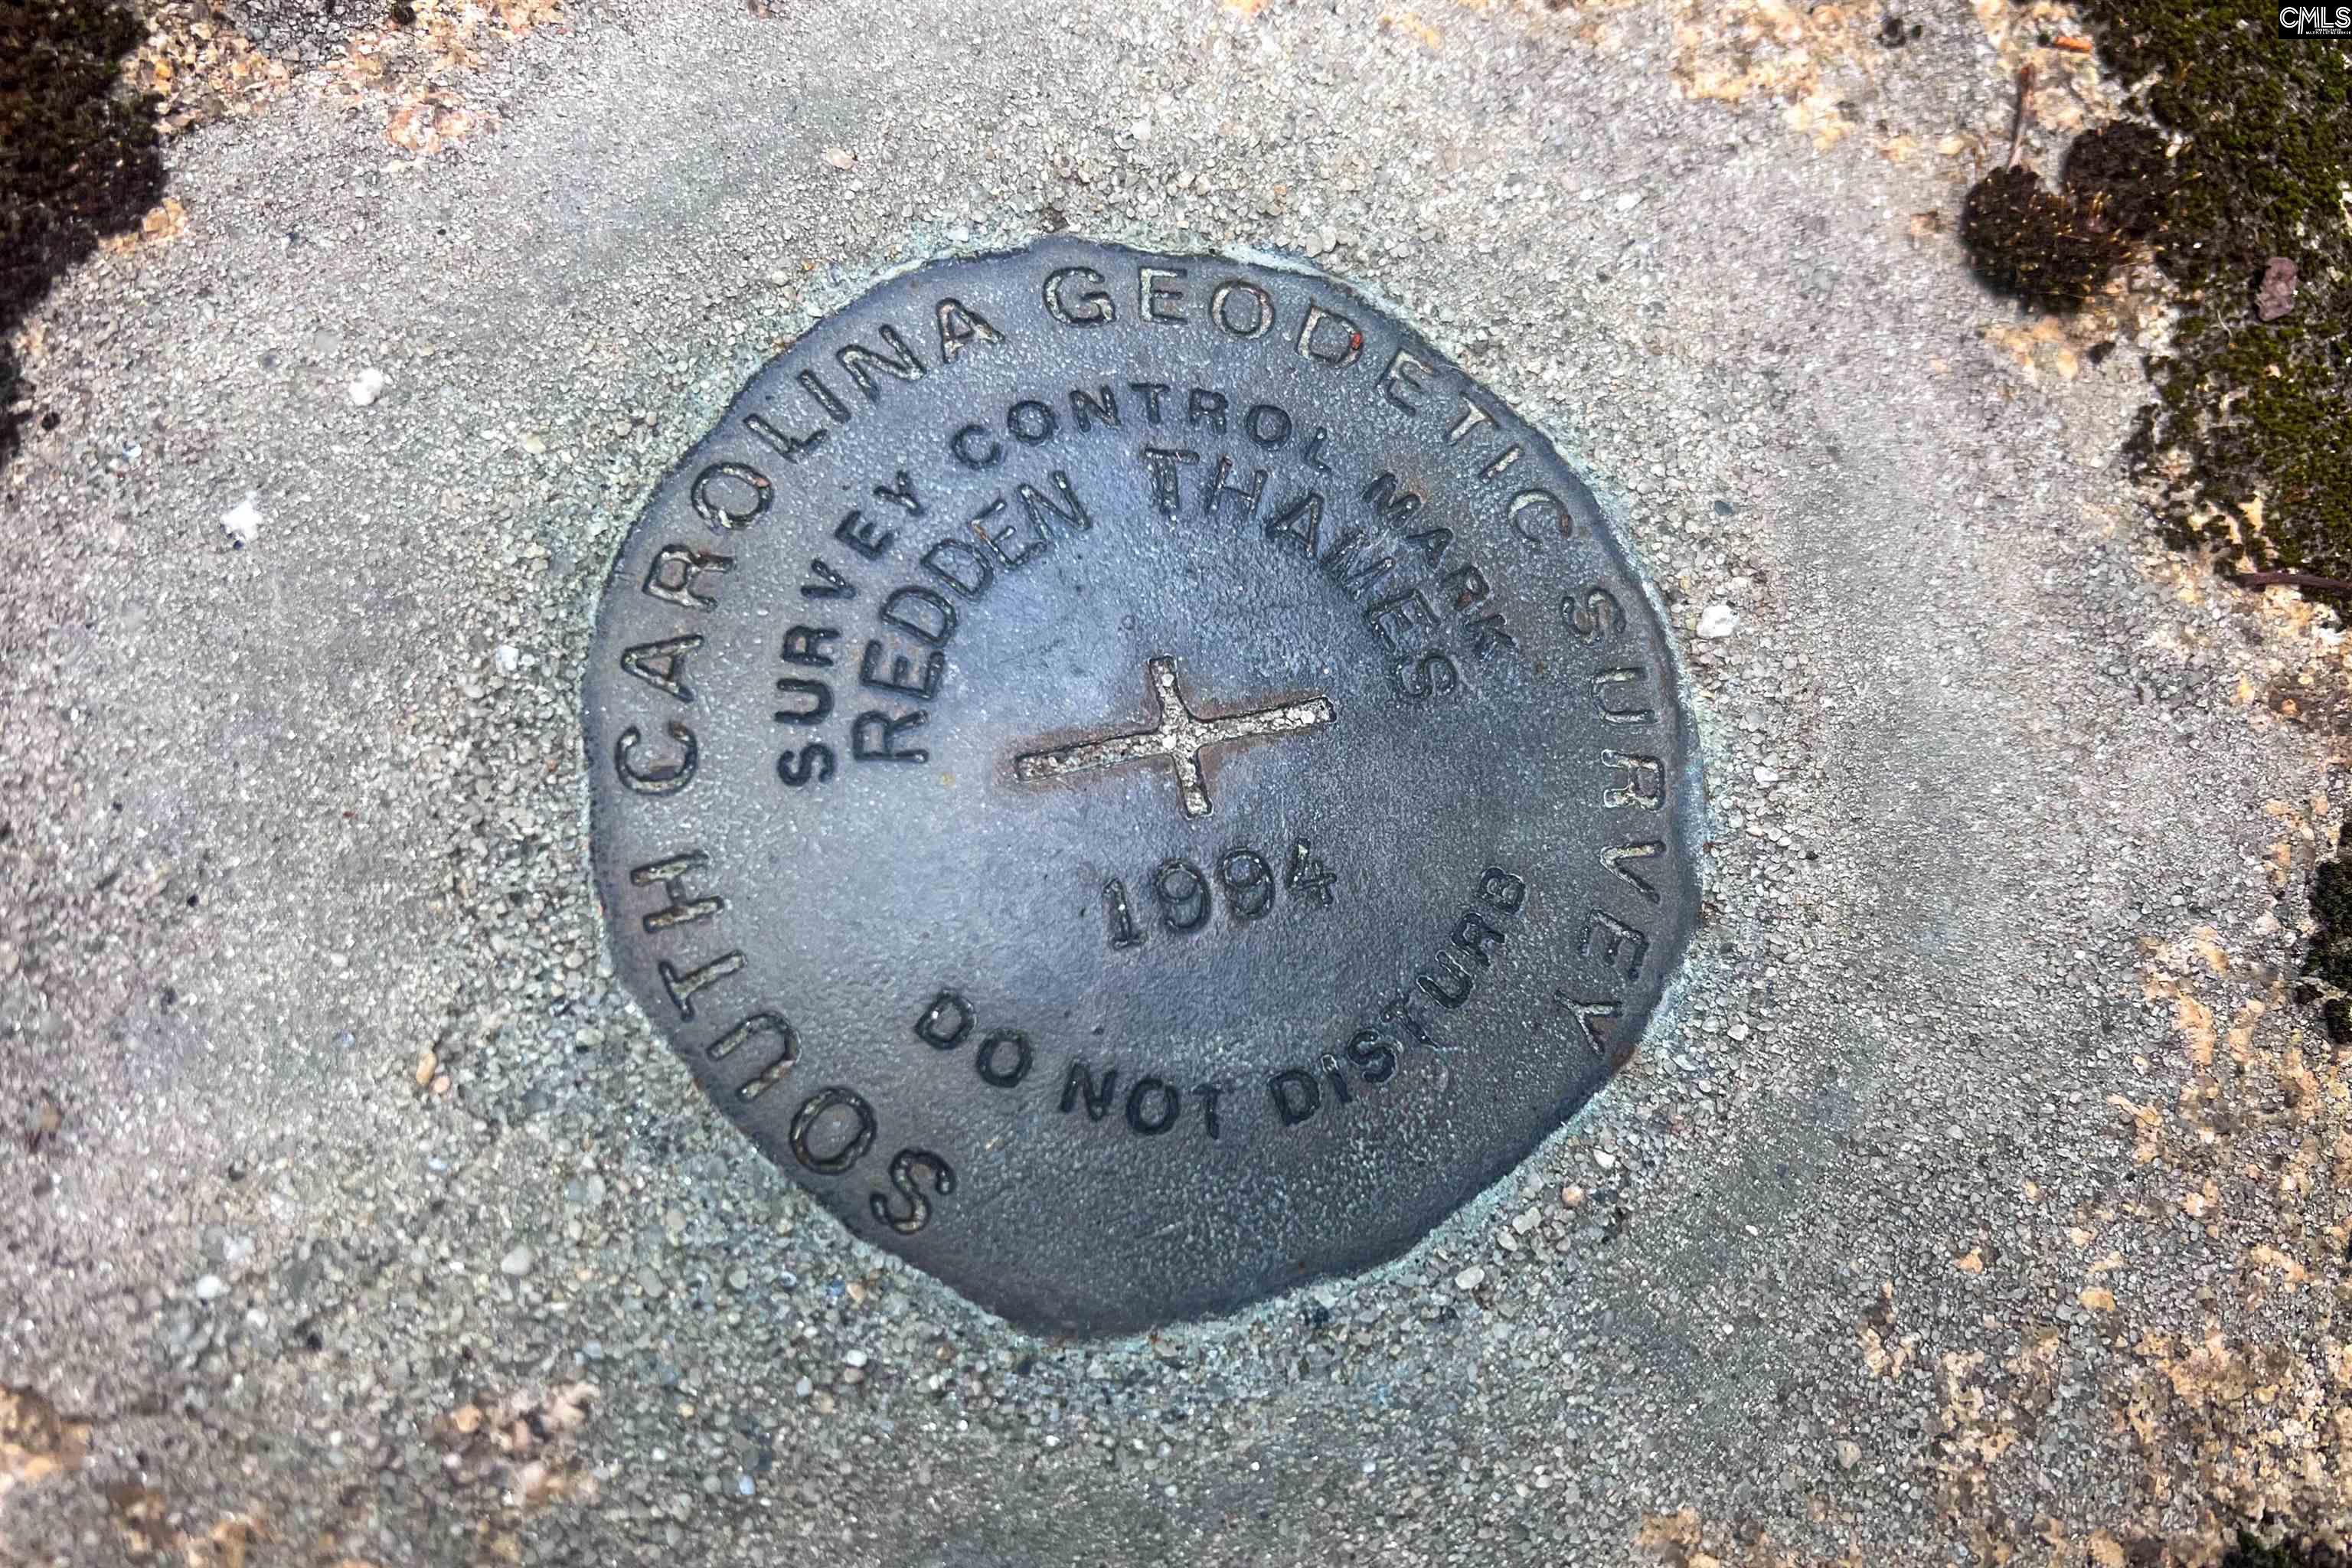 SOUTH CAROLINA GEODETIC SURVEY
SURVEY CONTROL MARK
REDDEN THAMES
1994
DO NOT DISTURB
CMLS